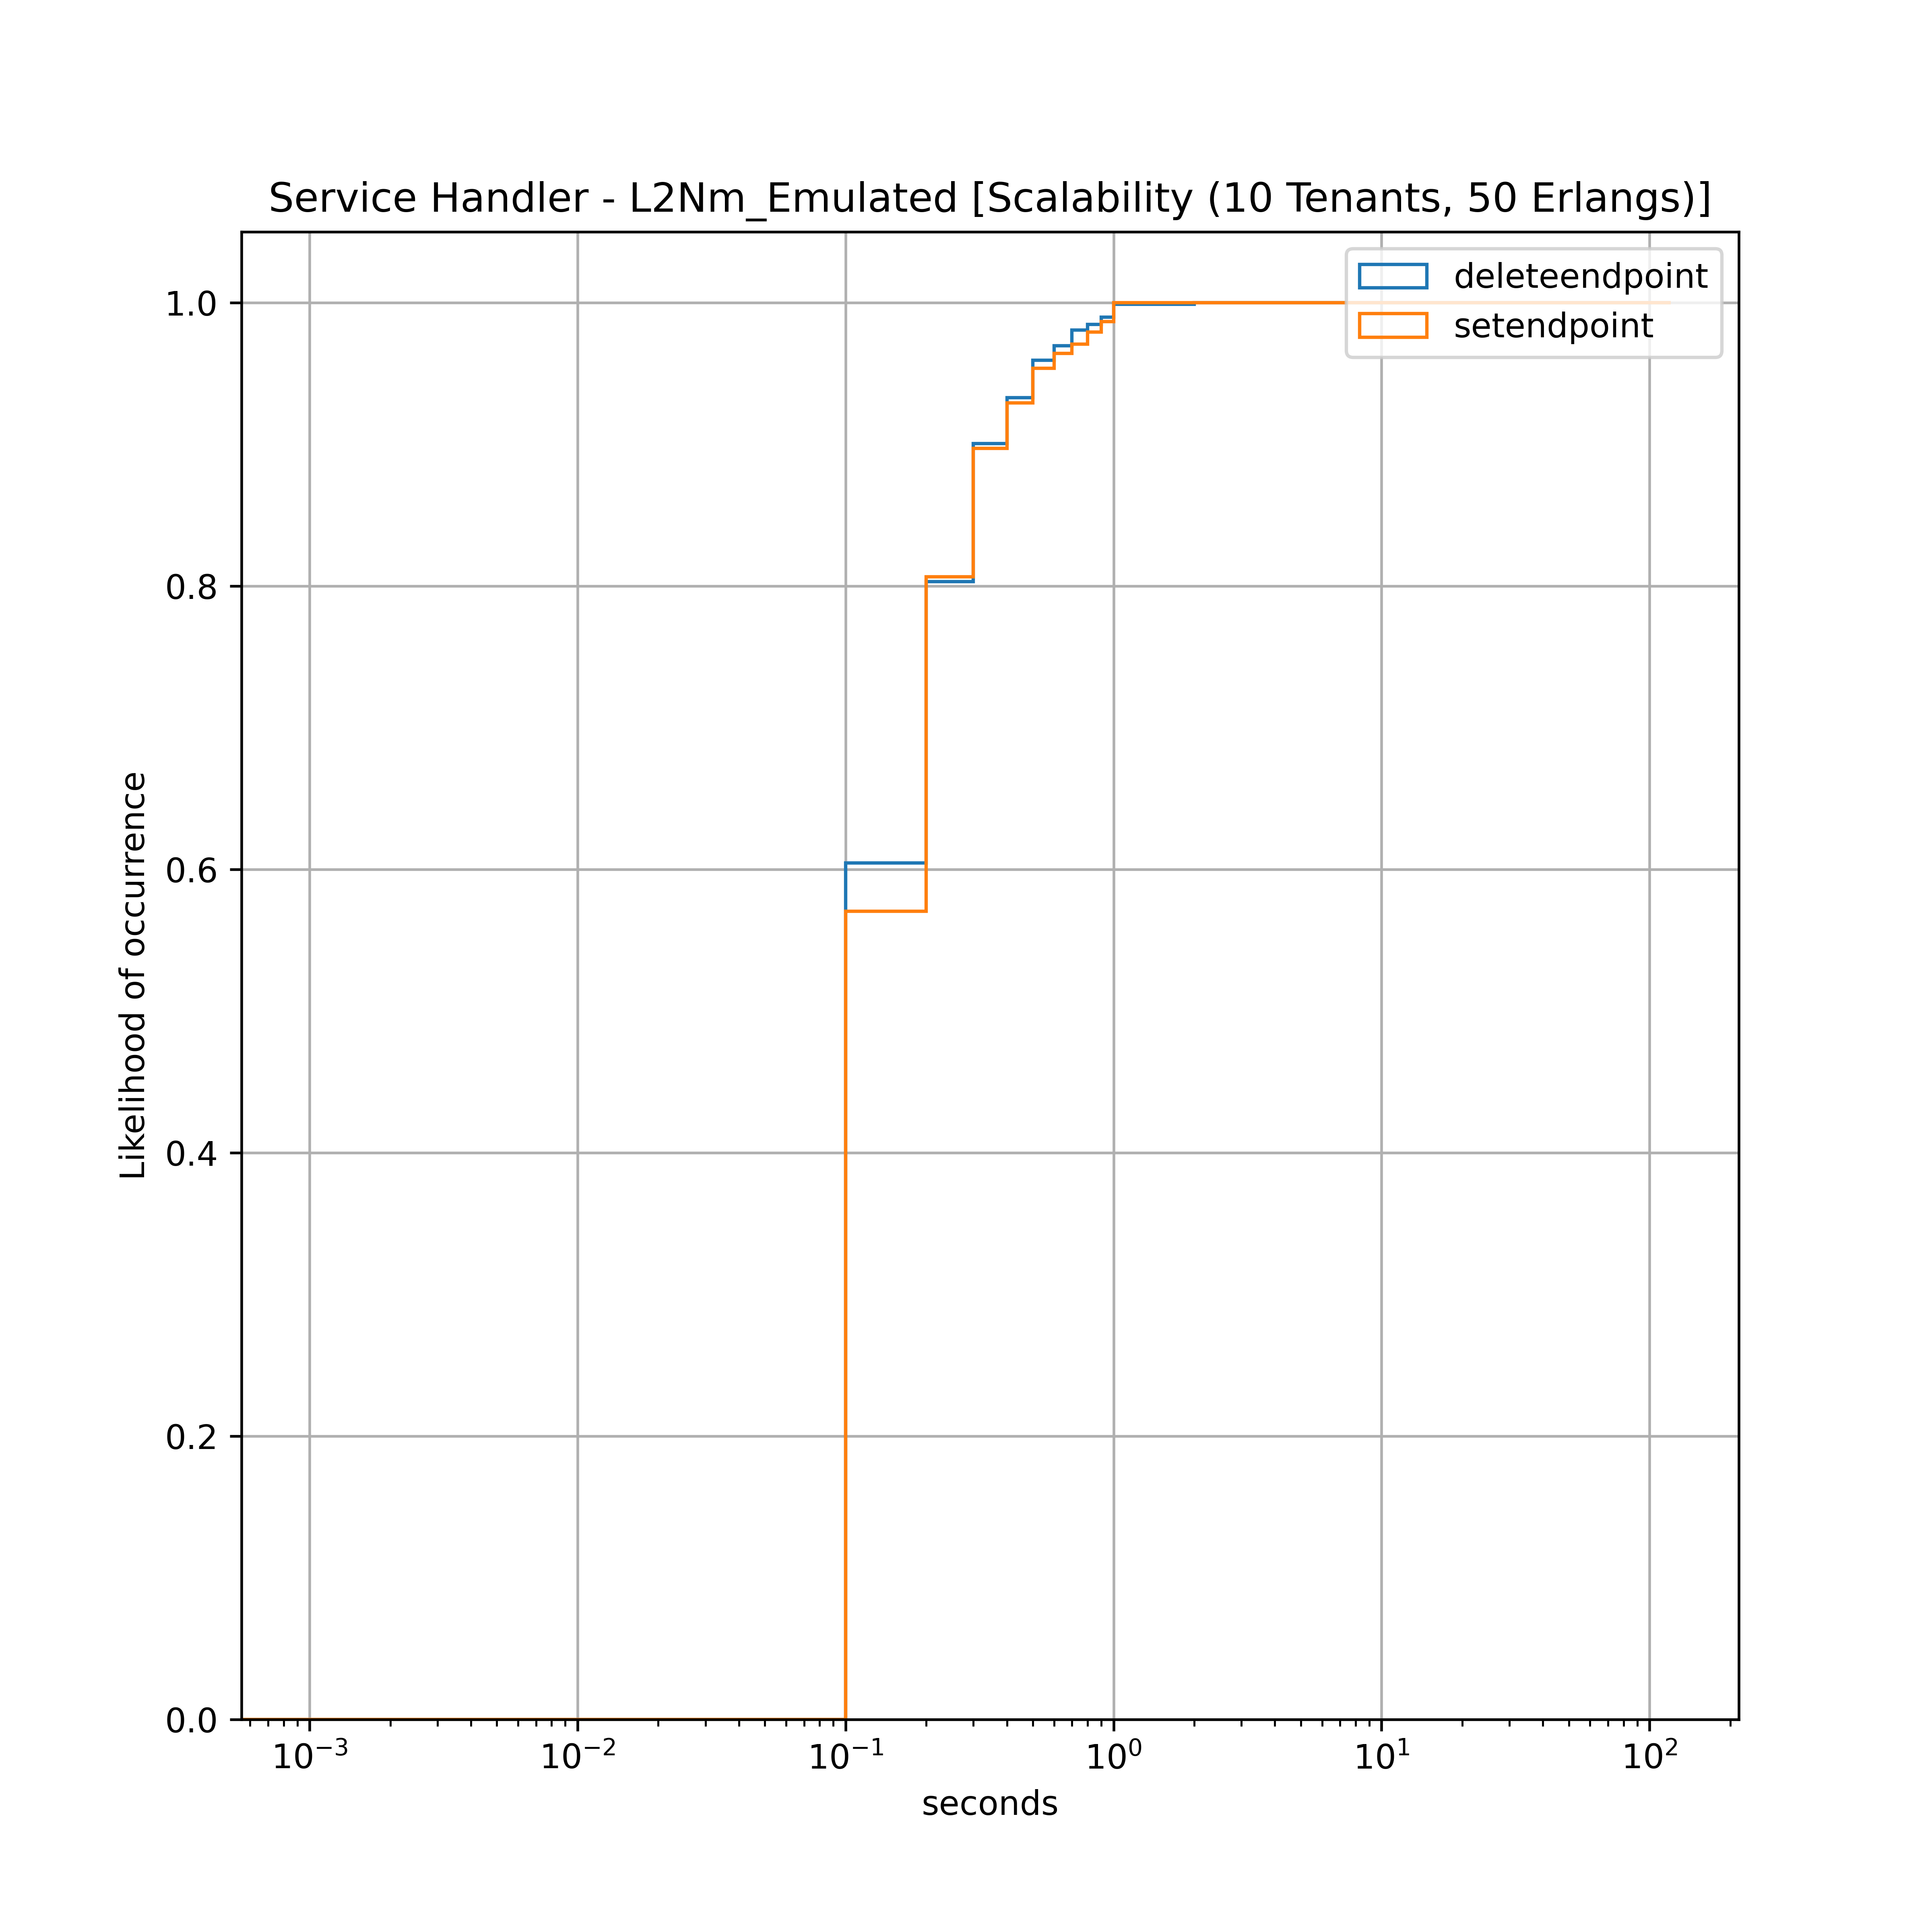 Service Handler - L2Nm_Emulated [Scalability (10 Tenants, 50 Erlangs)]
deleteendpoint
setendpoint
1.0
0.8
0.6
0.4
0.2
0.0
Likelihood of occurrence
10⁻³ 10⁻² 10⁻¹ 10⁰ 10¹ 10²
seconds